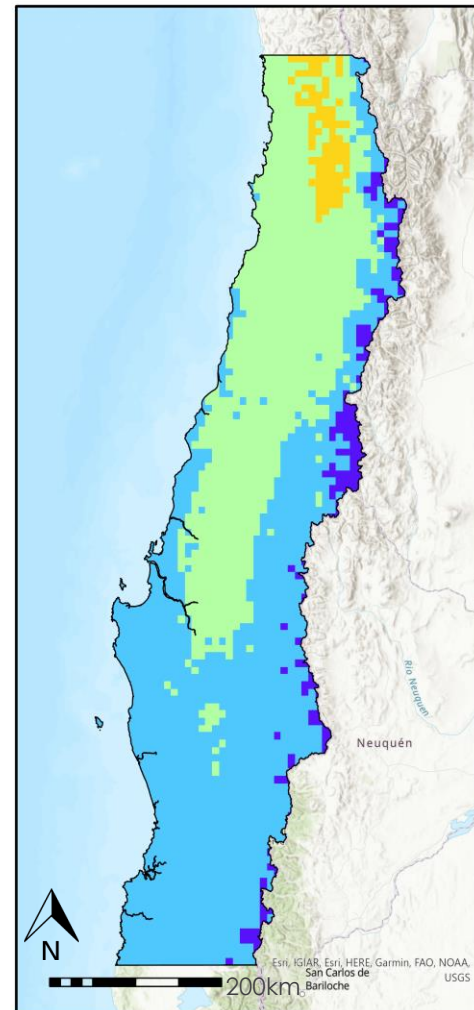 Río Neuquén
Neuquén
N
Esri, IGIAR, Esri, HERE, Garmin, FAO, NOAA,
San Carlos de
USGS
200km
Bariloche